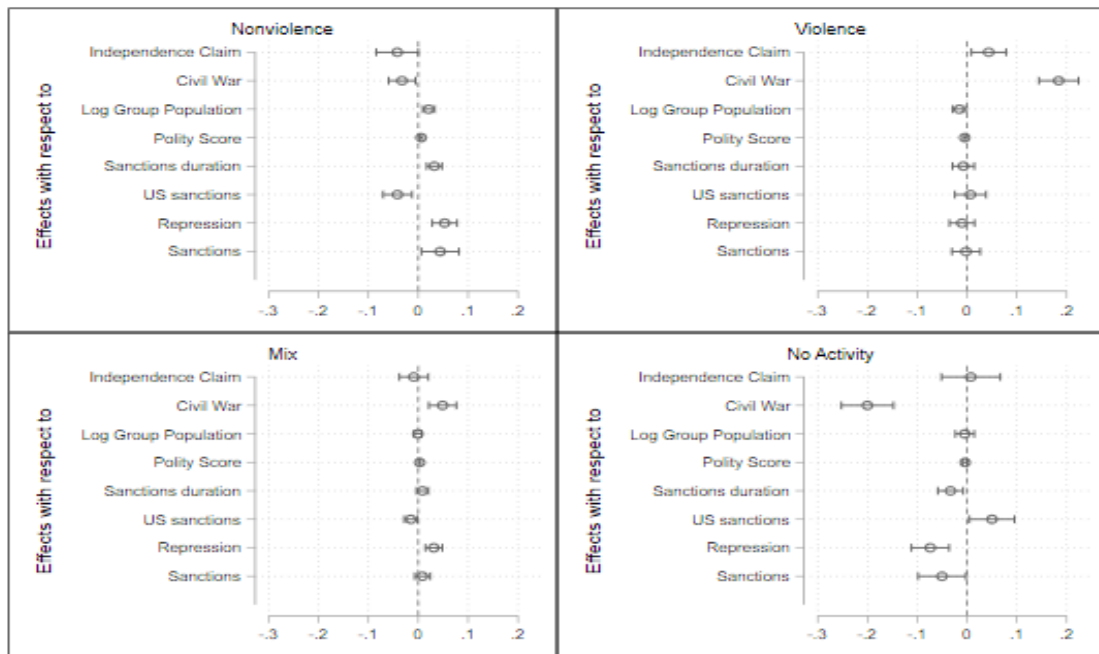 Nonviolence
Effects with respect to
Independence Claim
Civil War
Log Group Population
Polity Score
Sanctions duration
US sanctions
Repression
Sanctions
-.3 -.2 -.1 0 .1 .2
Violence
Effects with respect to
Independence Claim
Civil War
Log Group Population
Polity Score
Sanctions duration
US sanctions
Repression
Sanctions
-.3 -.2 -.1 0 .1 .2
Mix
Effects with respect to
Independence Claim
Civil War
Log Group Population
Polity Score
Sanctions duration
US sanctions
Repression
Sanctions
-.3 -.2 -.1 0 .1 .2
No Activity
Effects with respect to
Independence Claim
Civil War
Log Group Population
Polity Score
Sanctions duration
US sanctions
Repression
Sanctions
-.3 -.2 -.1 0 .1 .2